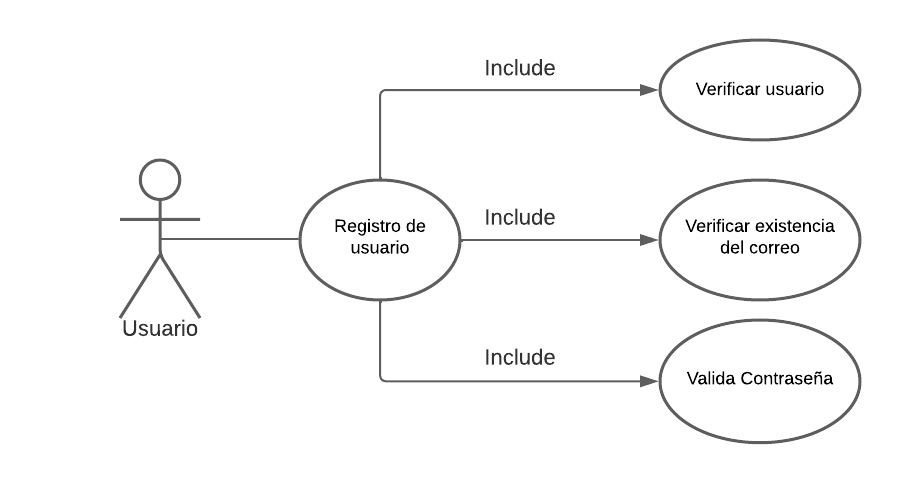 Include
Verificar usuario
Registro de
usuario
Include
Verificar existencia
del correo
Usuario
Include
Valida Contraseña